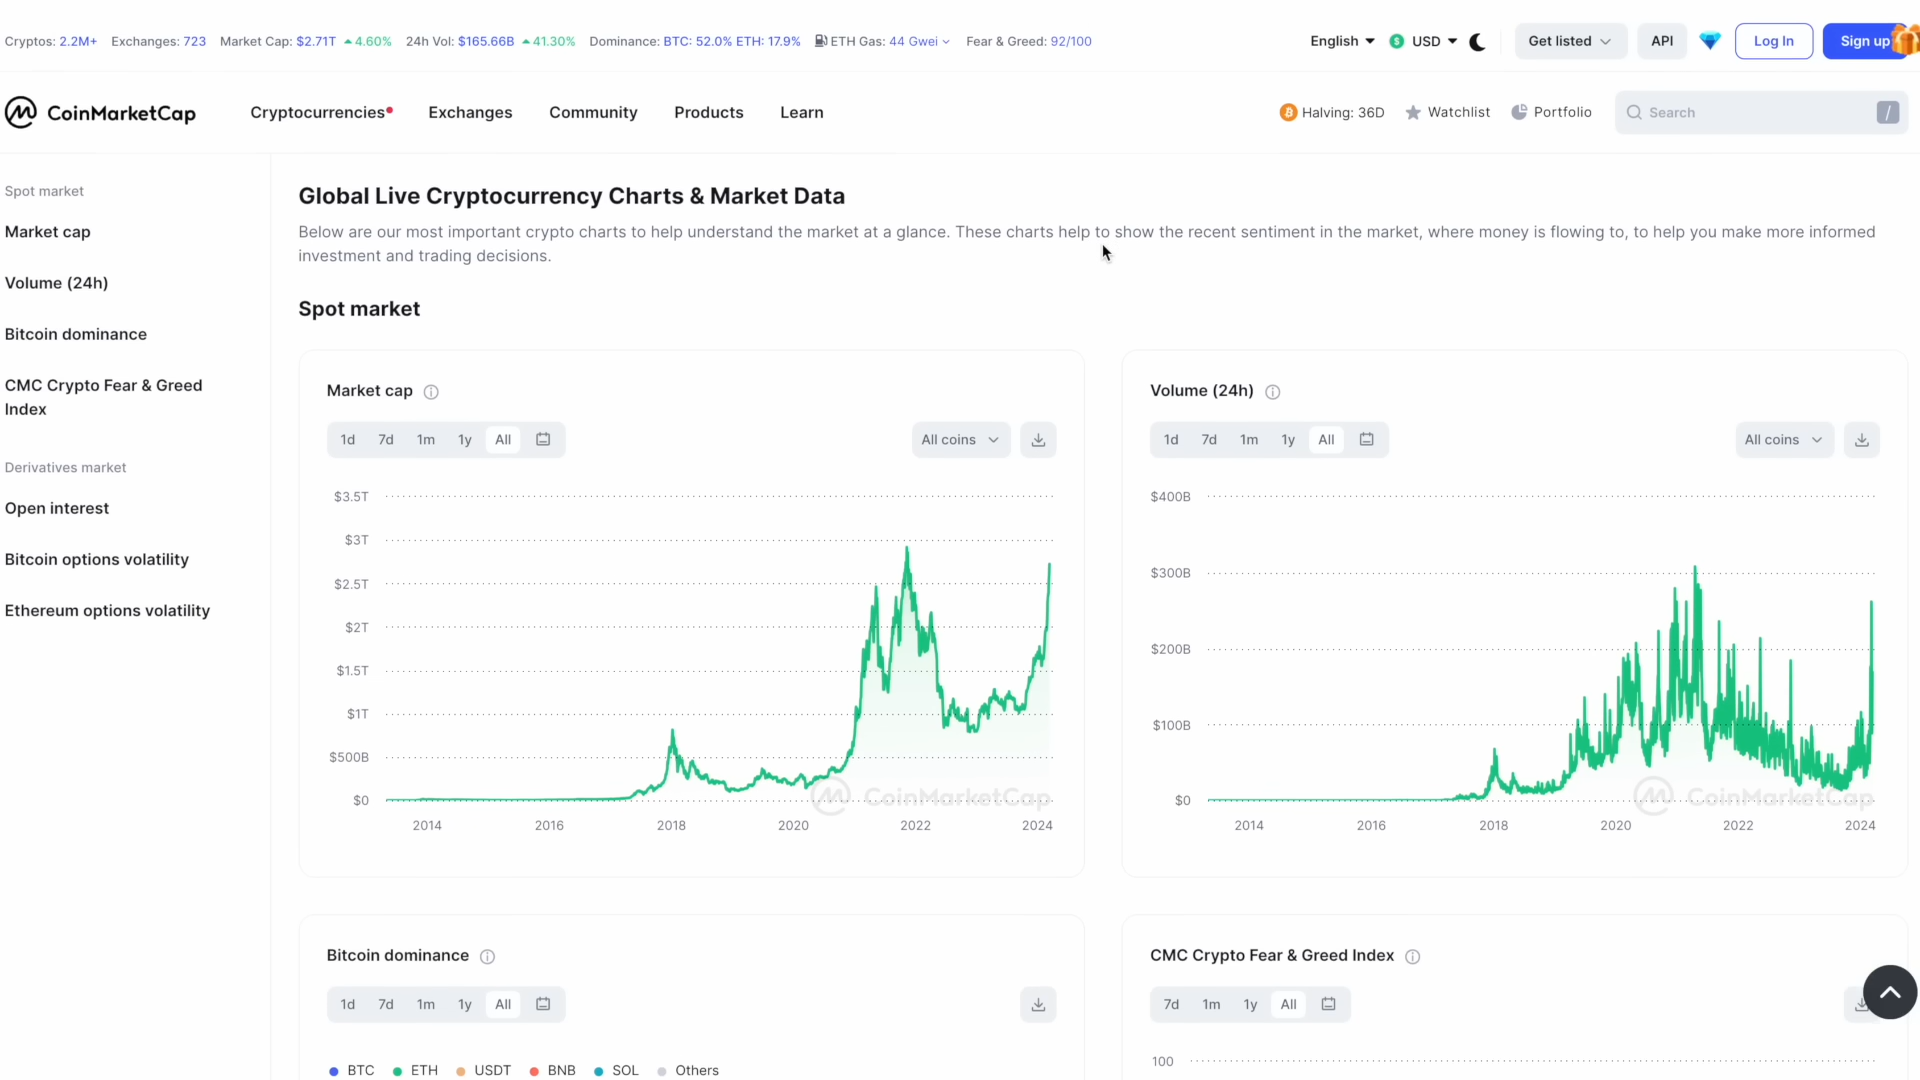 Cryptos: 2.2M+ Exchanges: 723 Market Cap: $2.71T 4.60% 24h Vol: $165.66B 41.30% Dominance: BTC: 52.0% ETH: 17.9% ETH Gas: 44 Gwei Fear & Greed: 92/100 English USD Get listed API Log In Sign up
CoinMarketCap Cryptocurrencies Exchanges Community Products Learn Halving: 36D Watchlist Portfolio Search /
Spot market
Market cap
Volume (24h)
Bitcoin dominance
CMC Crypto Fear & Greed
Index
Derivatives market
Open interest
Bitcoin options volatility
Ethereum options volatility
Global Live Cryptocurrency Charts & Market Data
Below are our most important crypto charts to help understand the market at a glance. These charts help to show the recent sentiment in the market, where money is flowing to, to help you make more informed
investment and trading decisions.
Spot market
Market cap
1d 7d 1m 1y All All coins
$3.5T
$3T
$2.5T
$2T
$1.5T
$1T
$500B
$0
CoinMarketCap
2014 2016 2018 2020 2022 2024
Volume (24h)
1d 7d 1m 1y All All coins
$400B
$300B
$200B
$100B
$0
CoinMarketCap
2014 2016 2018 2020 2022 2024
Bitcoin dominance
1d 7d 1m 1y All
BTC ETH USDT BNB SOL Others
CMC Crypto Fear & Greed Index
7d 1m 1y All
100